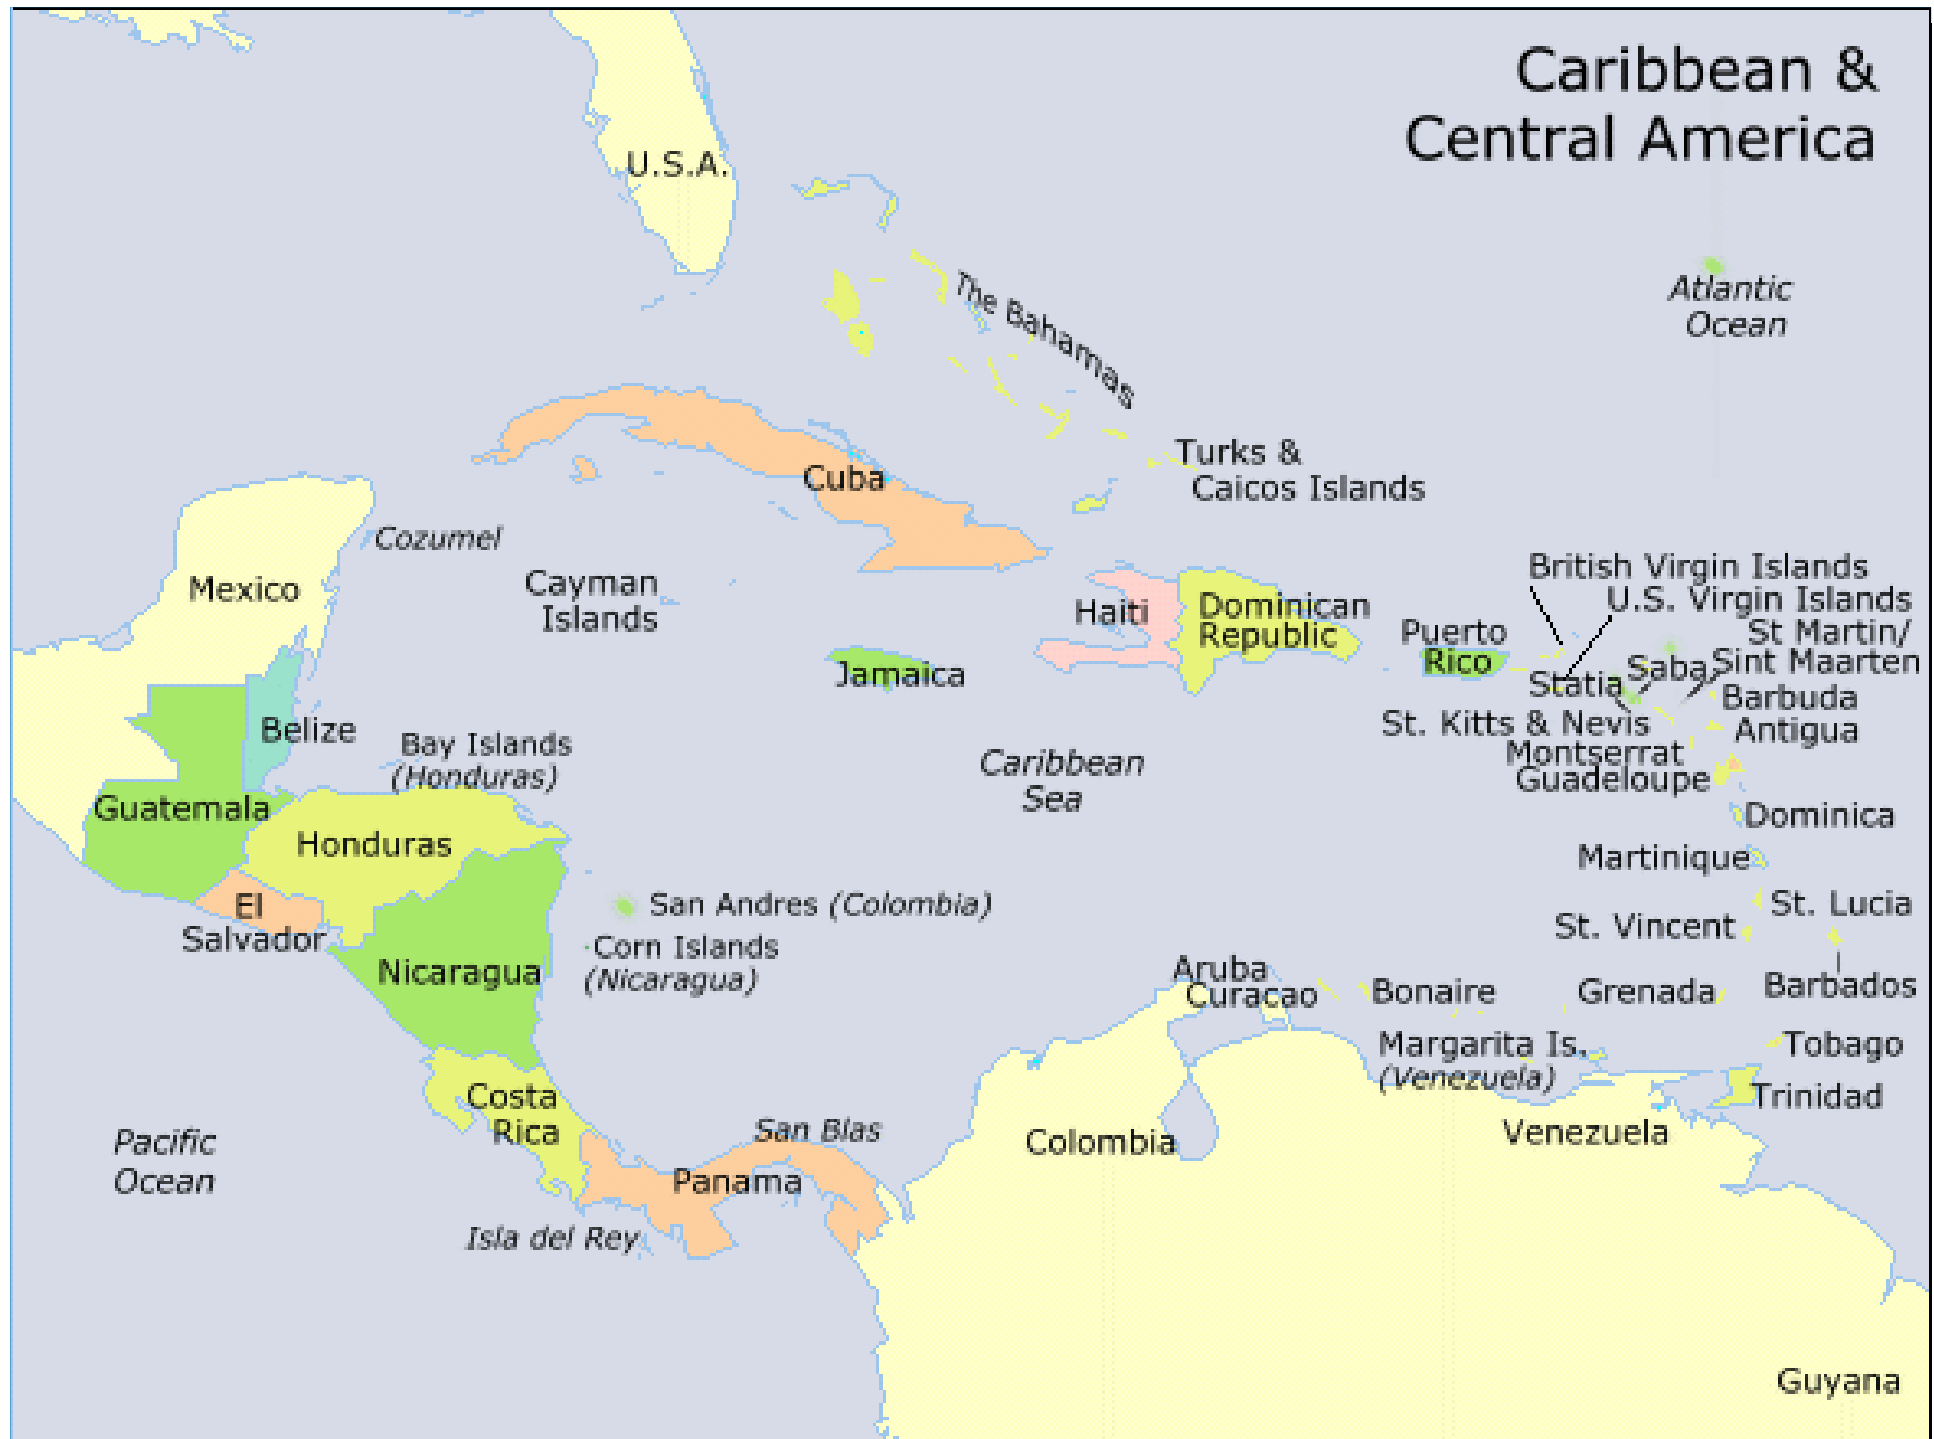 Caribbean &
Central America
U.S.A.
Atlantic
Ocean
The Bahamas
Turks &
Caicos Islands
Cuba
Cozumel
Mexico
Cayman
Islands
Haiti
Dominican
Republic
Jamaica
Puerto
Rico
British Virgin Islands
U.S. Virgin Islands
St Martin/
Sint Maarten
Saba
Statia
Barbuda
St. Kitts & Nevis
Antigua
Montserrat
Guadeloupe
Dominica
Martinique
St. Lucia
St. Vincent
Barbados
Grenada
Belize
Bay Islands
(Honduras)
Caribbean
Sea
Guatemala
Honduras
El
Salvador
San Andres (Colombia)
Corn Islands
(Nicaragua)
Nicaragua
Aruba
Curaçao
Bonaire
Margarita Is.
(Venezuela)
Tobago
Trinidad
Costa
Rica
Pacific
Ocean
San Blas
Panama
Isla del Rey
Colombia
Venezuela
Guyana